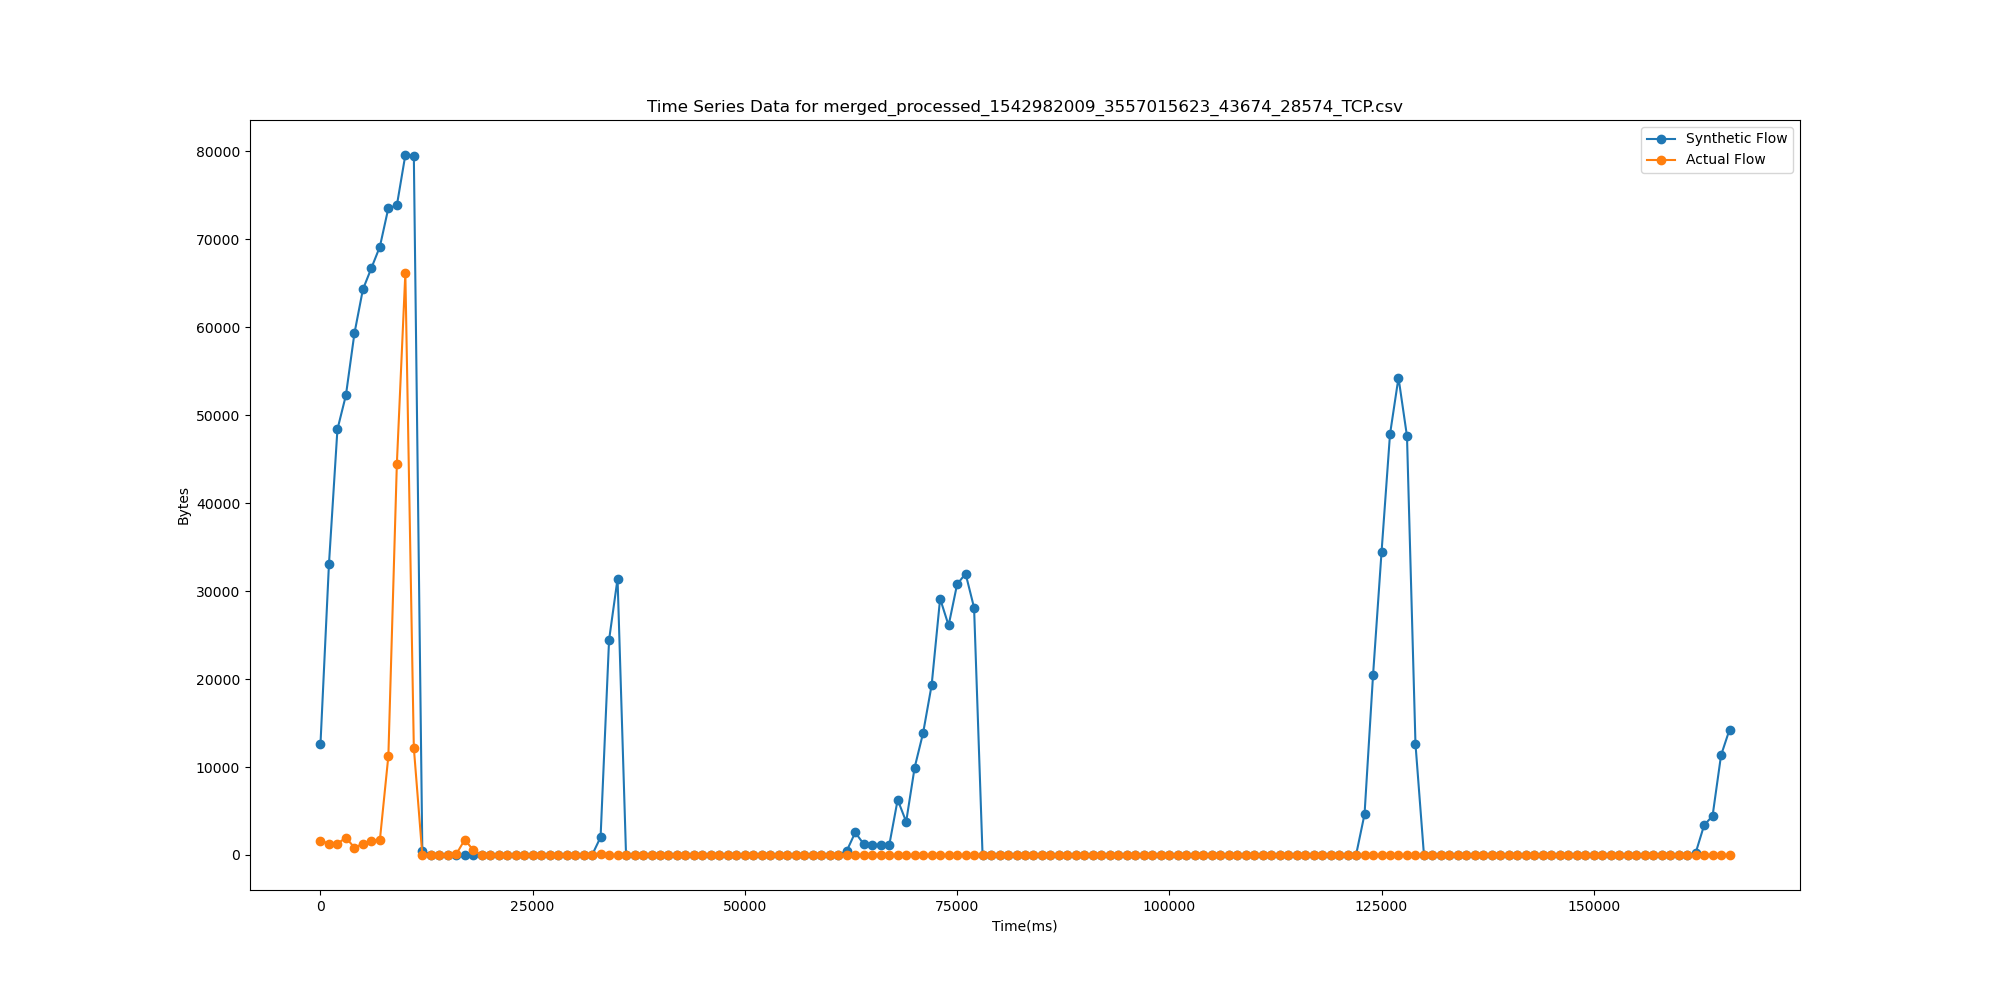 Time Series Data for merged_processed_1542982009_3557015623_43674_28574_TCP.csv
Synthetic Flow
Actual Flow
80000
70000
60000
50000
40000
30000
20000
10000
0
Bytes
0 25000 50000 75000 100000 125000 150000
Time(ms)